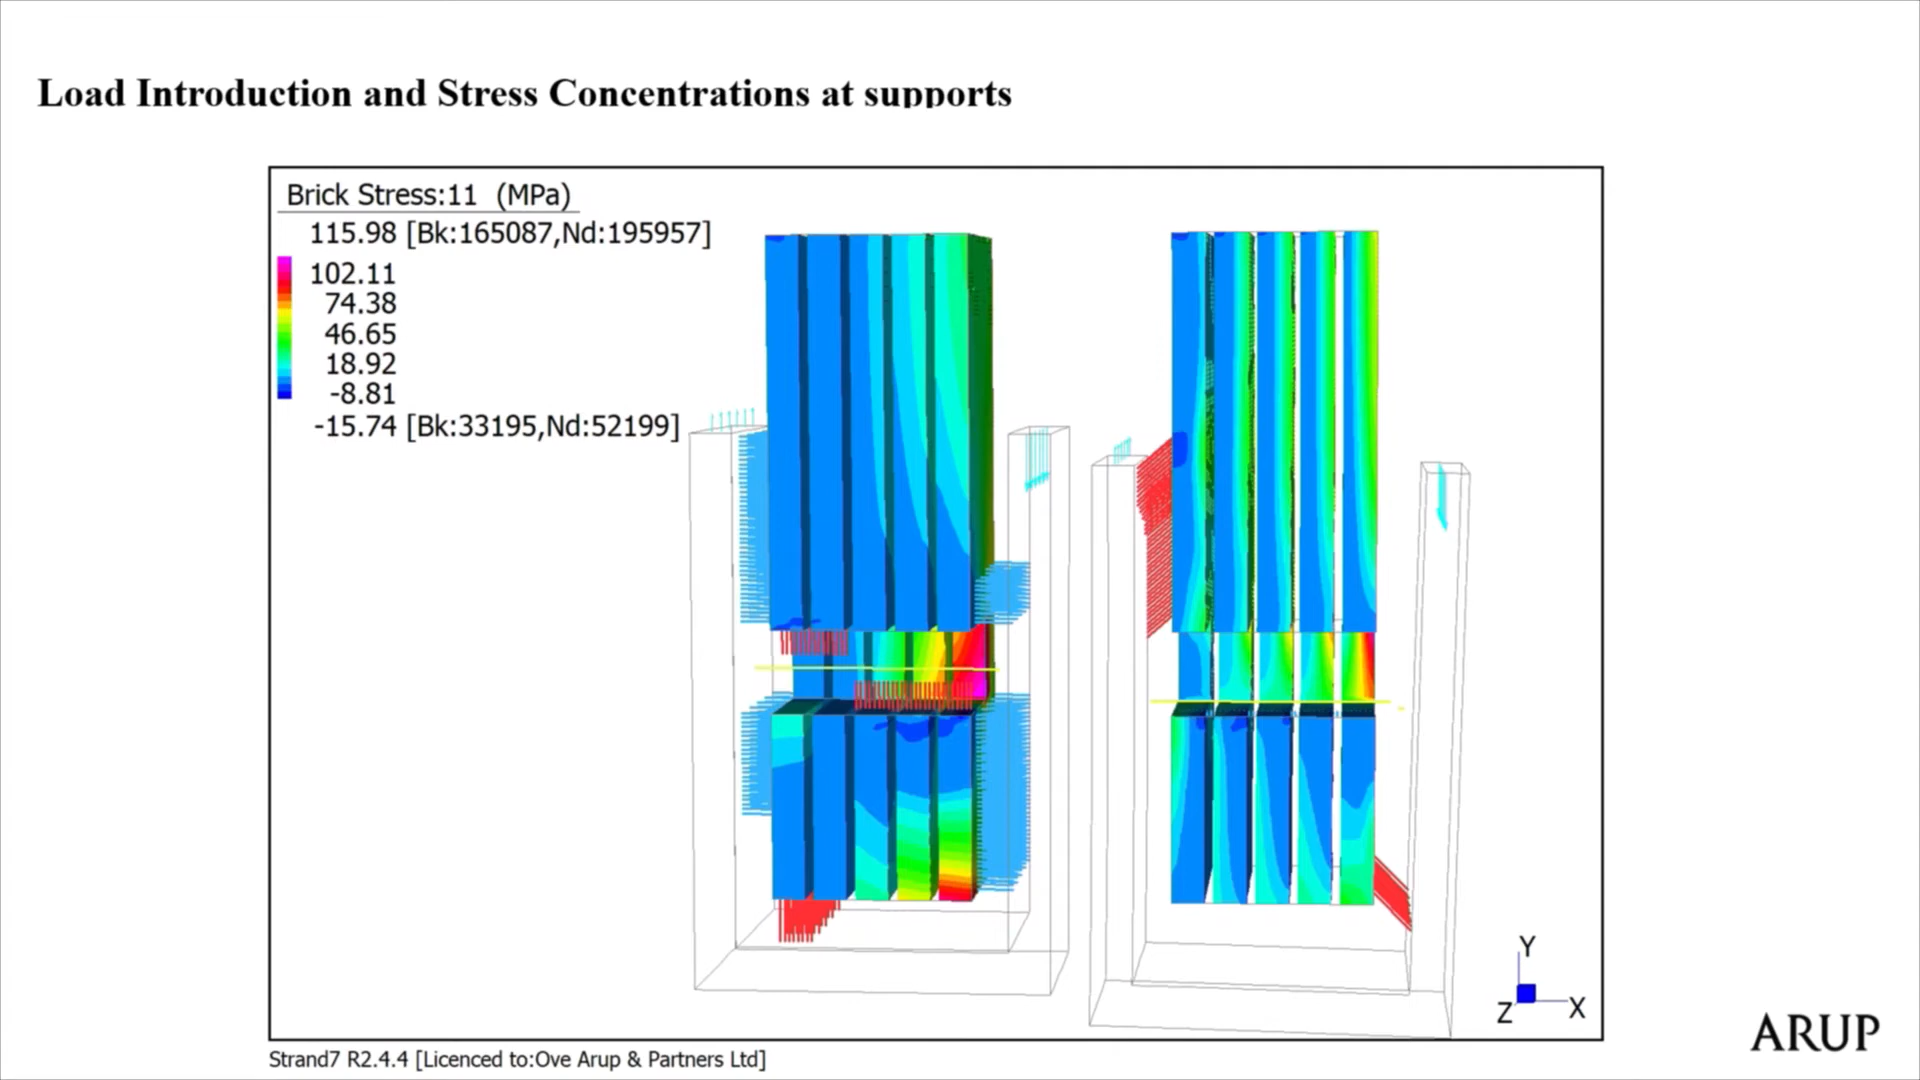 Load Introduction and Stress Concentrations at supports
Brick Stress:11 (MPa)
115.98 [Bk:165087,Nd:195957]
102.11
74.38
46.65
18.92
-8.81
-15.74 [Bk:33195,Nd:52199]
Y
Z X
ARUP
Strand7 R2.4.4 [Licenced to:Ove Arup & Partners Ltd]